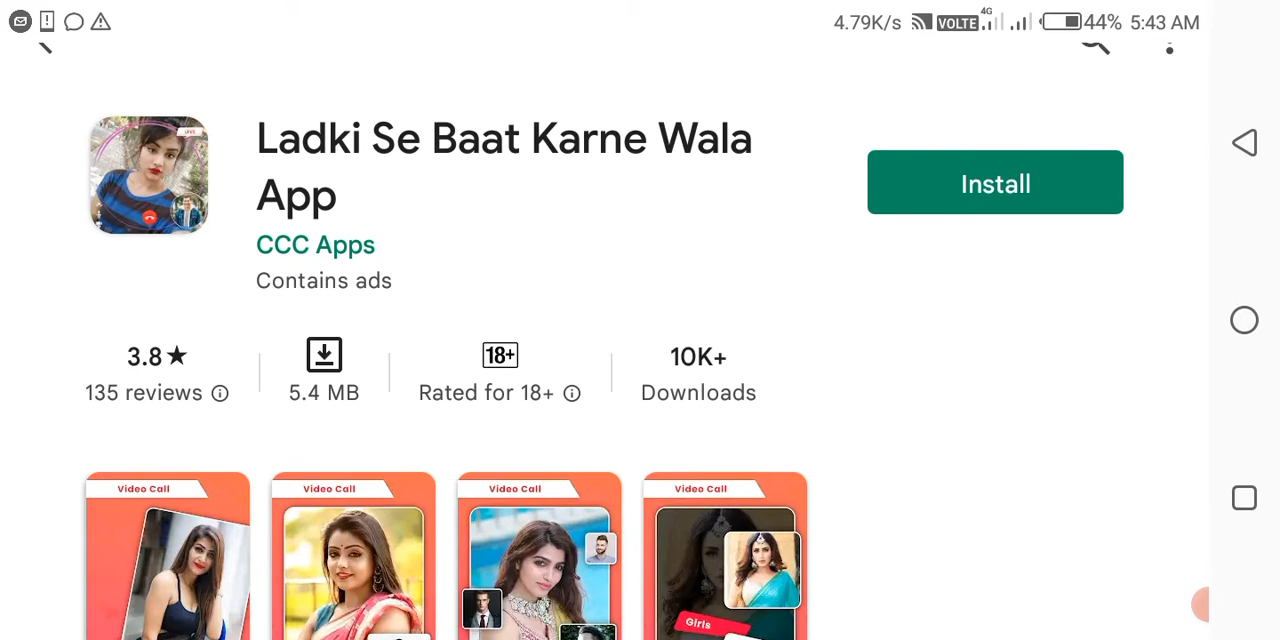 4.79K/s VOLTE 4G 44% 5:43 AM
LIVE
Ladki Se Baat Karne Wala
App
Install
CCC Apps
Contains ads
3.8★ 18+ 10K+
135 reviews 5.4 MB Rated for 18+ Downloads
Video Call Video Call Video Call Video Call
Girls